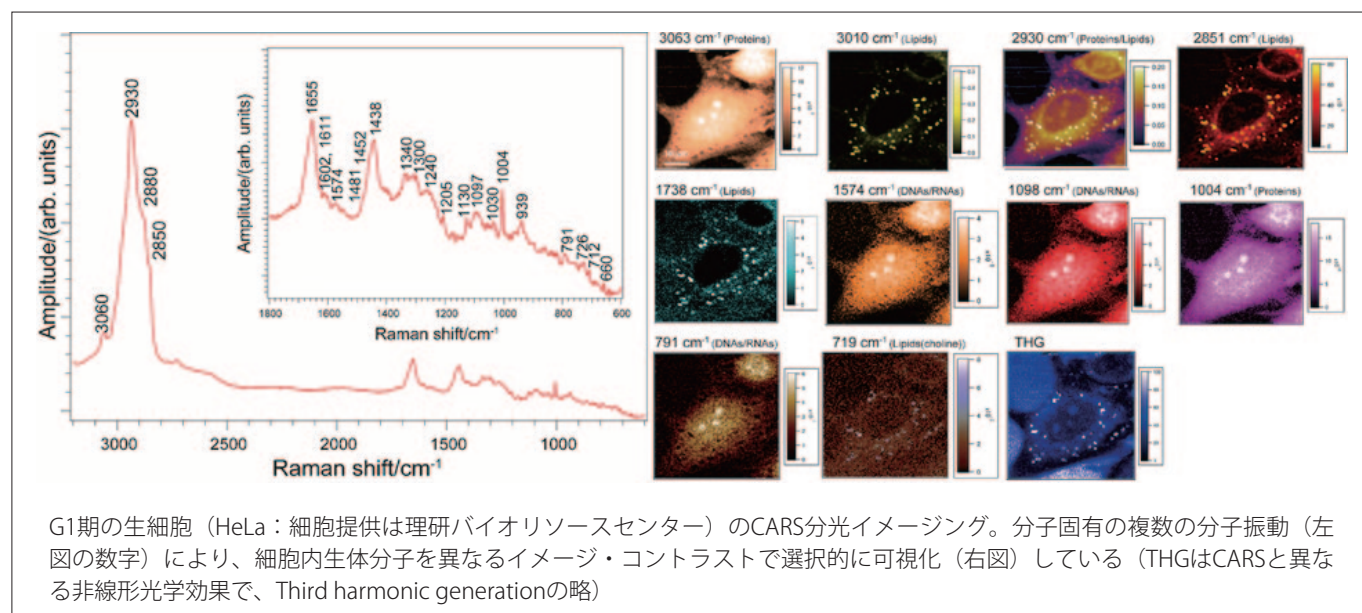 Amplitude/(arb. units)
2930
2880
2850
3060
3000
2500
2000
1500
1000
Raman shift/cm⁻¹
Amplitude/(arb. units)
1655
1602, 1611
1574
1481
1452
1438
1340
1300
1240
1205
1130
1097
1030
1004
939
791
726
712
660
1800
1600
1400
1200
1000
800
600
Raman shift/cm⁻¹
3063 cm⁻¹ (Proteins)
3010 cm⁻¹ (Lipids)
2930 cm⁻¹ (Proteins/Lipids)
0.20
0.15
0.10
0.05
0.00
2851 cm⁻¹ (Lipids)
1738 cm⁻¹ (Lipids)
1574 cm⁻¹ (DNAs/RNAs)
1098 cm⁻¹ (DNAs/RNAs)
1004 cm⁻¹ (Proteins)
791 cm⁻¹ (DNAs/RNAs)
719 cm⁻¹ (Lipids(choline))
THG
G1期の生細胞（HeLa：細胞提供は理研バイオリソースセンター）のCARS分光イメージング。分子固有の複数の分子振動（左
図の数字）により、細胞内生体分子を異なるイメージ・コントラストで選択的に可視化（右図）している（THGはCARSと異な
る非線形光学効果で、Third harmonic generationの略）